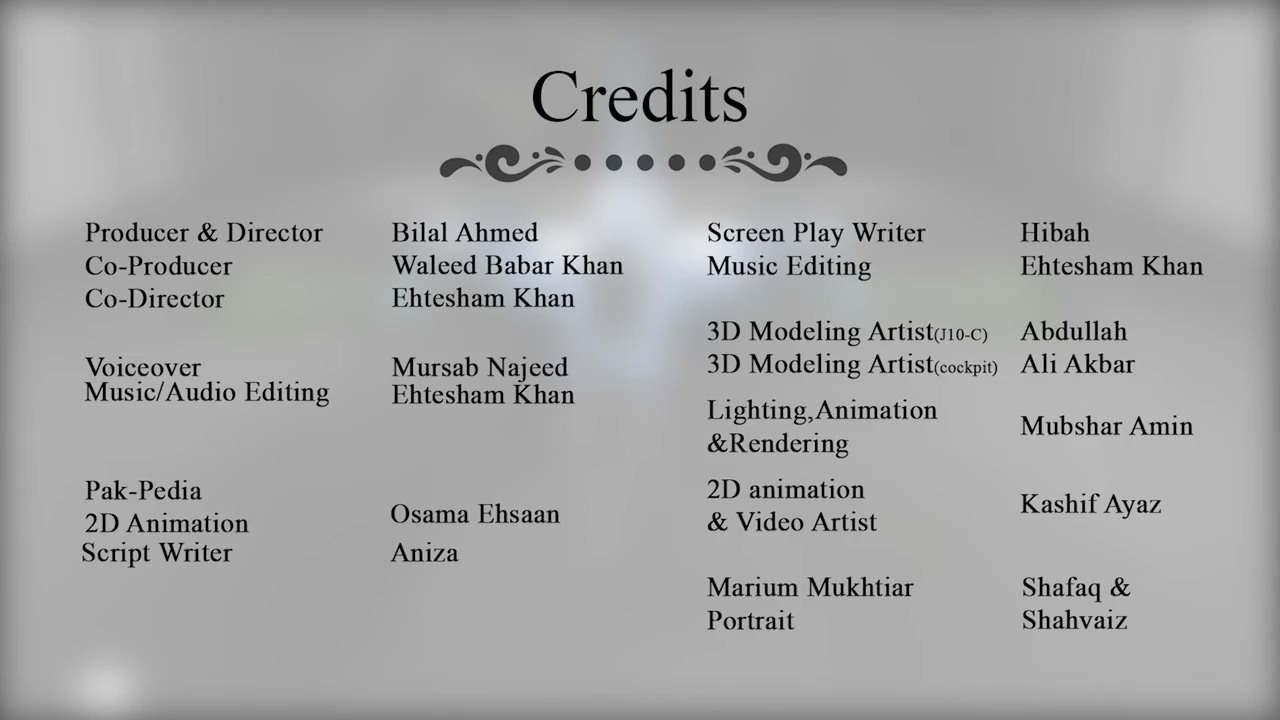 Credits
Producer & Director Bilal Ahmed
Co-Producer Waleed Babar Khan
Co-Director Ehtesham Khan
Voiceover Mursab Najeed
Music/Audio Editing Ehtesham Khan
Pak-Pedia
2D Animation Osama Ehsaan
Script Writer Aniza
Screen Play Writer Hibah
Music Editing Ehtesham Khan
3D Modeling Artist(J10-C) Abdullah
3D Modeling Artist(cockpit) Ali Akbar
Lighting,Animation
&Rendering Mubshar Amin
2D animation
& Video Artist Kashif Ayaz
Marium Mukhtiar Shafaq &
Portrait Shahvaiz